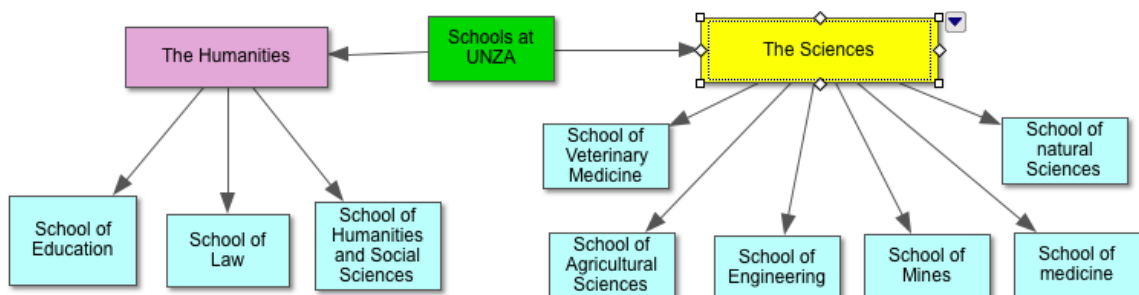 The Humanities
Schools at
UNZA
The Sciences
School of
Veterinary
Medicine
School of
natural
Sciences
School of
Education
School of
Law
School of
Humanities
and Social
Sciences
School of
Agricultural
Sciences
School of
Engineering
School of
Mines
School of
medicine